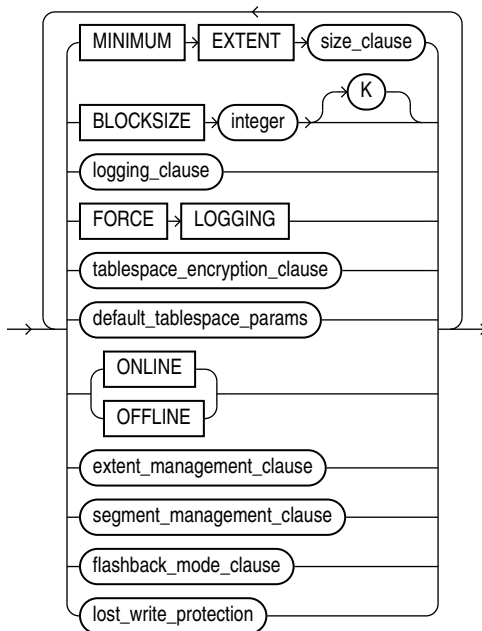 MINIMUM EXTENT size_clause
K
BLOCKSIZE integer
logging_clause
FORCE LOGGING
tablespace_encryption_clause
default_tablespace_params
ONLINE
OFFLINE
extent_management_clause
segment_management_clause
flashback_mode_clause
lost_write_protection